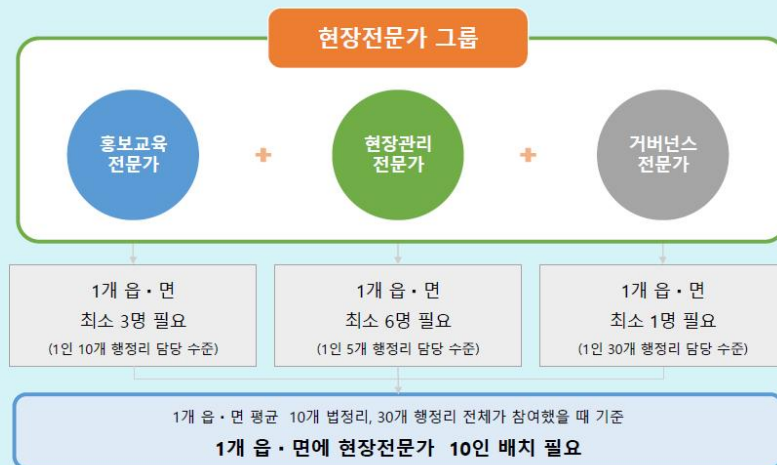 현장전문가 그룹
홍보교육
전문가
+
현장관리
전문가
+
거버넌스
전문가
1개 읍・면
최소 3명 필요
(1인 10개 행정리 담당 수준)
1개 읍・면
최소 6명 필요
(1인 5개 행정리 담당 수준)
1개 읍・면
최소 1명 필요
(1인 30개 행정리 담당 수준)
1개 읍・면 평균 10개 법정리, 30개 행정리 전체가 참여했을 때 기준
1개 읍・면에 현장전문가 10인 배치 필요